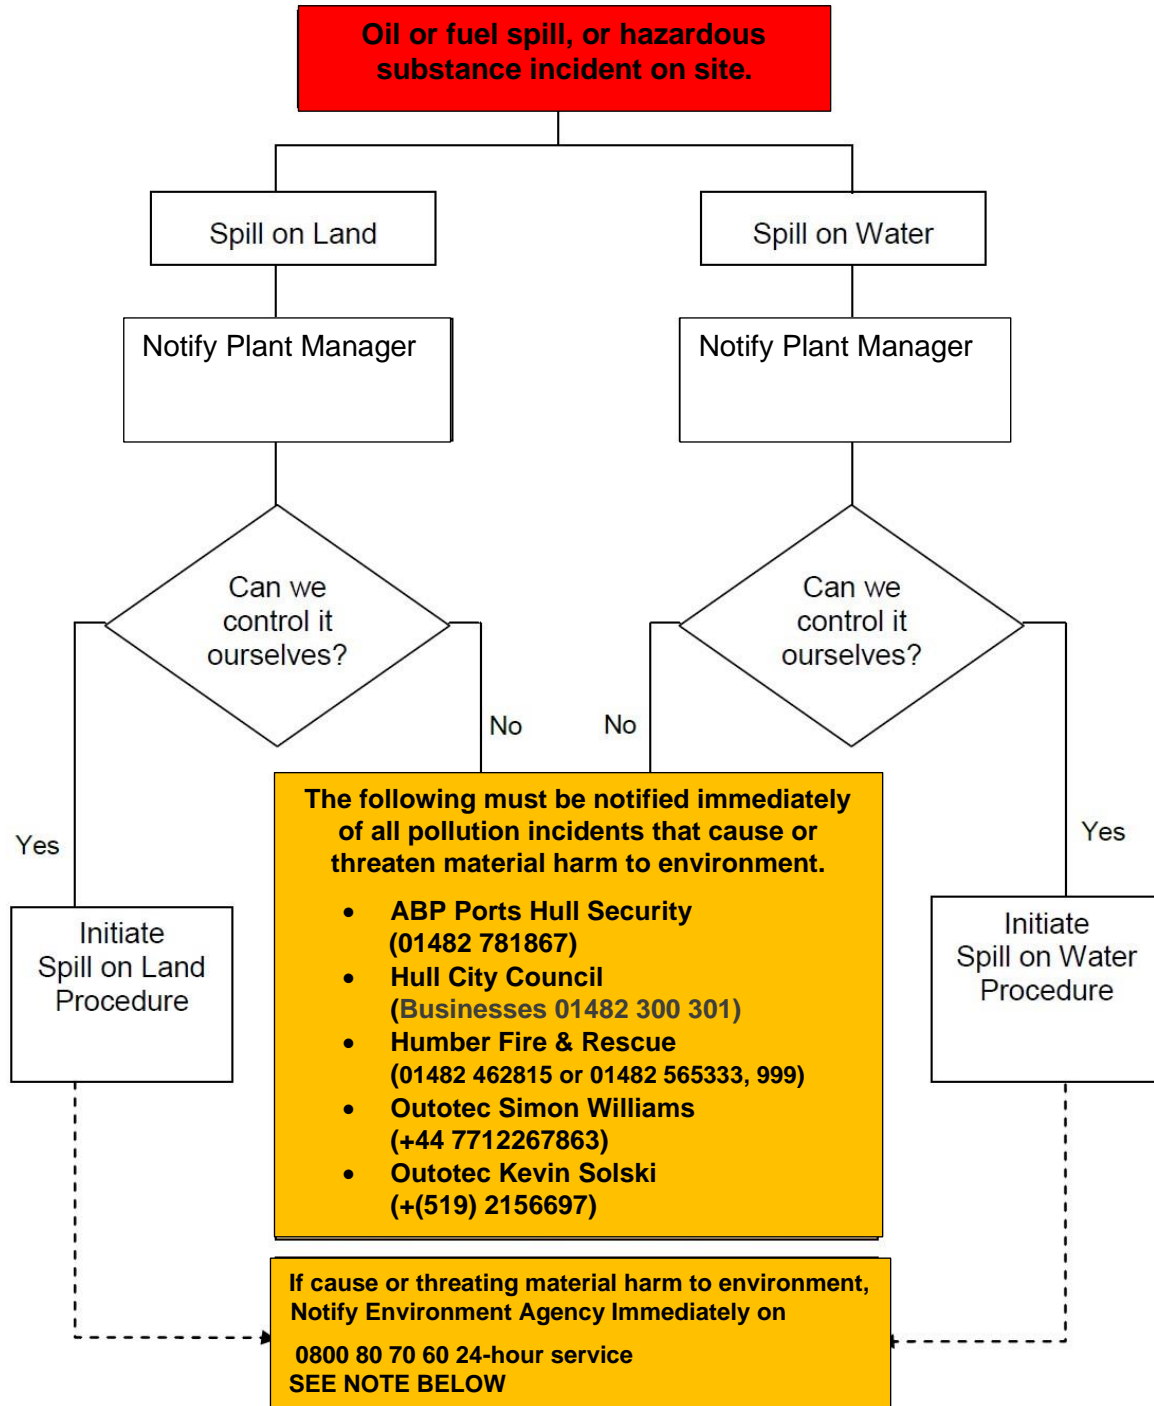 Oil or fuel spill, or hazardous
substance incident on site.
Spill on Land
Spill on Water
Notify Plant Manager
Notify Plant Manager
Can we
control it
ourselves?
Can we
control it
ourselves?
No
No
Yes
Yes
The following must be notified immediately
of all pollution incidents that cause or
threaten material harm to environment.
• ABP Ports Hull Security
(01482 781867)
• Hull City Council
(Businesses 01482 300 301)
• Humber Fire & Rescue
(01482 462815 or 01482 565333, 999)
• Outotec Simon Williams
(+44 7712267863)
• Outotec Kevin Solski
(+(519) 2156697)
Initiate
Spill on Land
Procedure
Initiate
Spill on Water
Procedure
If cause or threating material harm to environment,
Notify Environment Agency Immediately on
0800 80 70 60 24-hour service
SEE NOTE BELOW